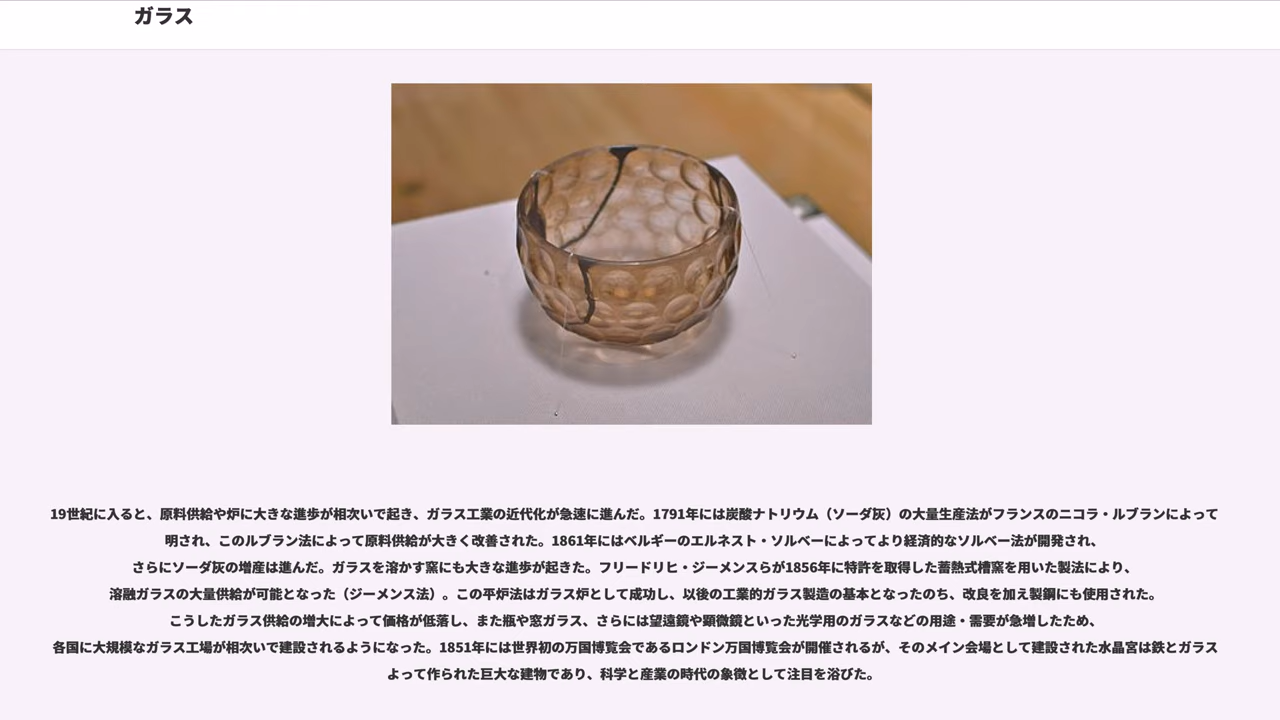 ガラス
19世紀に入ると、原料供給や炉に大きな進歩が相次いで起き、ガラス工業の近代化が急速に進んだ。1791年には炭酸ナトリウム（ソーダ灰）の大量生産法がフランスのニコラ・ルブランによって
明され、このルブラン法によって原料供給が大きく改善された。1861年にはベルギーのエルネスト・ソルベーによってより経済的なソルベー法が開発され、
さらにソーダ灰の増産は進んだ。ガラスを溶かす窯にも大きな進歩が起きた。フリードリヒ・ジーメンスらが1856年に特許を取得した蓄熱式槽窯を用いた製法により、
溶融ガラスの大量供給が可能となった（ジーメンス法）。この平炉法はガラス炉として成功し、以後の工業的ガラス製造の基本となったのち、改良を加え製鋼にも使用された。
こうしたガラス供給の増大によって価格が低落し、また瓶や窓ガラス、さらには望遠鏡や顕微鏡といった光学用のガラスなどの用途・需要が急増したため、
各国に大規模なガラス工場が相次いで建設されるようになった。1851年には世界初の万国博覧会であるロンドン万国博覧会が開催されるが、そのメイン会場として建設された水晶宮は鉄とガラス
よって作られた巨大な建物であり、科学と産業の時代の象徴として注目を浴びた。